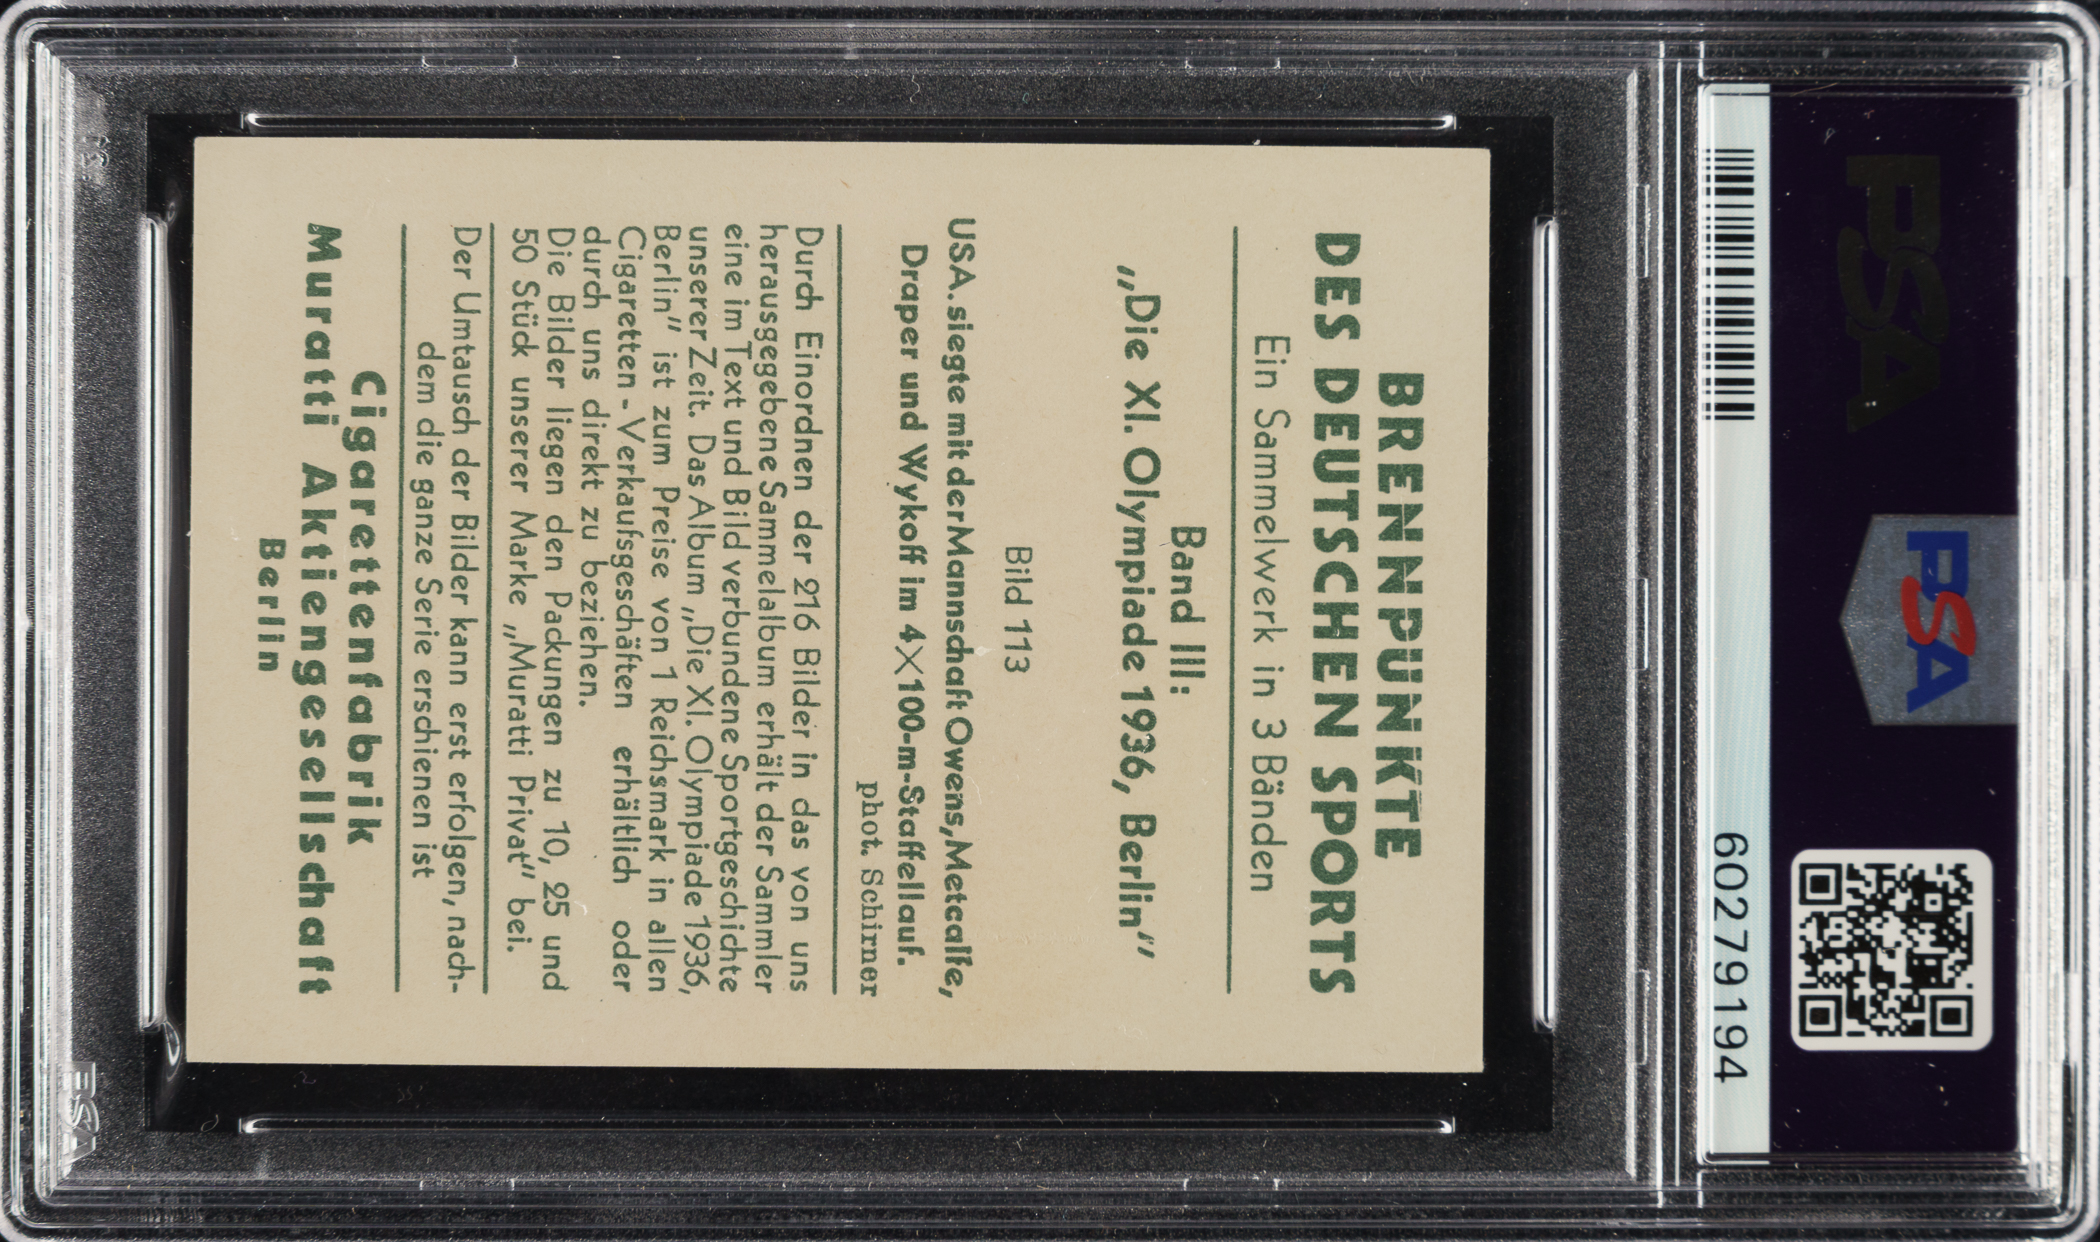 PSA
PSA
60279194
BRENNPUNKTE
DES DEUTSCHEN SPORTS
Ein Sammelwerk in 3 Bänden
Band III:
„Die XI. Olympiade 1936, Berlin“
Bild 113
USA. siegte mit der Mannschaft Owens, Metcalfe,
Draper und Wykoff im 4×100-m-Staffellauf.
phot. Schirner
Durch Einordnen der 216 Bilder in das von uns
herausgegebene Sammelalbum erhält der Sammler
eine im Text und Bild verbundene Sportgeschichte
unserer Zeit. Das Album „Die XI. Olympiade 1936,
Berlin“ ist zum Preise von 1 Reichsmark in allen
Cigaretten-Verkaufsgeschäften erhältlich oder
durch uns direkt zu beziehen.
Die Bilder liegen den Packungen zu 10, 25 und
50 Stück unserer Marke „Muratti Privat“ bei.
Der Umtausch der Bilder kann erst erfolgen, nach-
dem die ganze Serie erschienen ist
Cigarettenfabrik
Muratti Aktiengesellschaft
Berlin
PSA